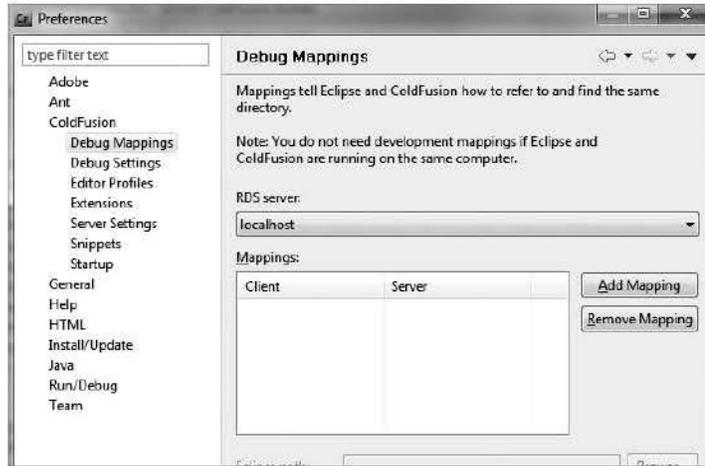 Preferences
type filter text
Adobe
Ant
ColdFusion
Debug Mappings
Debug Settings
Editor Profiles
Extensions
Server Settings
Snippets
Startup
General
Help
HTML
Install/Update
Java
Run/Debug
Team
Debug Mappings
Mappings tell Eclipse and ColdFusion how to refer to and find the same
directory.
Note: You do not need development mappings if Eclipse and
ColdFusion are running on the same computer.
RDS server:
localhost
Mappings:
Client Server
Add Mapping
Remove Mapping